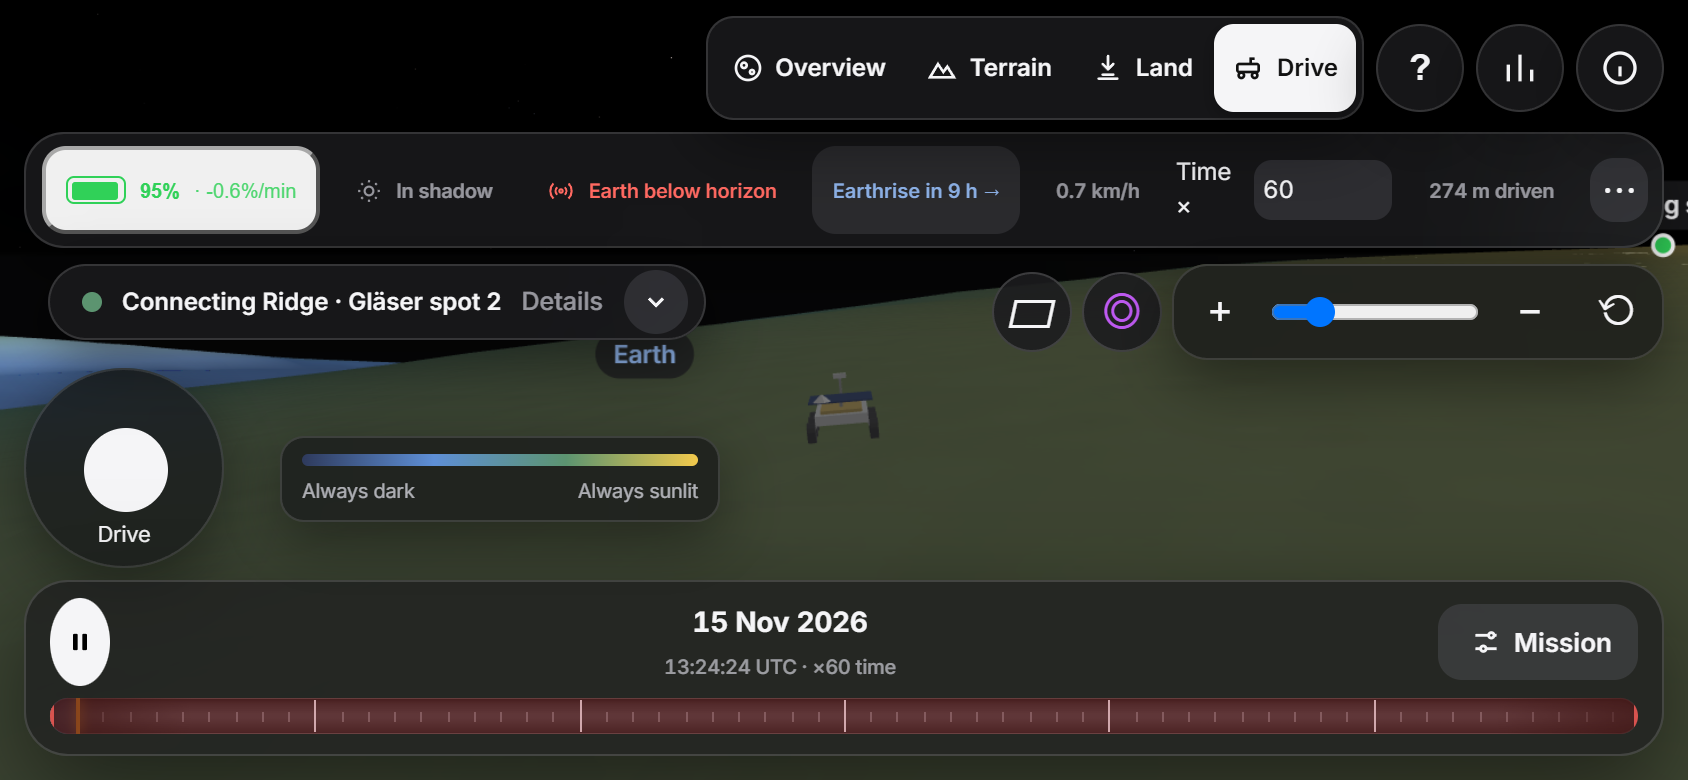 Overview Terrain Land Drive ?
95% · -0.6%/min In shadow Earth below horizon Earthrise in 9 h → 0.7 km/h Time × 60 274 m driven ...
Connecting Ridge · Gläser spot 2 Details + −
Earth
Always dark Always sunlit
Drive
15 Nov 2026
13:24:24 UTC · ×60 time
Mission